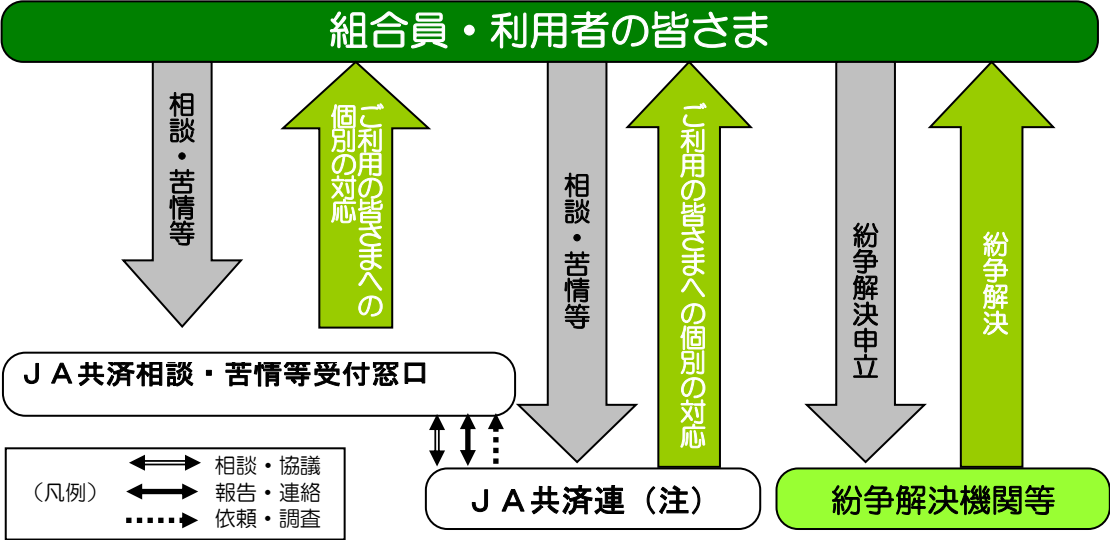 組合員・利用者の皆さま
相談・苦情等
ご利用の皆さまへの
個別の対応
相談・苦情等
ご利用の皆さまへの個別の対応
紛争解決申立
紛争解決
ＪＡ共済相談・苦情等受付窓口
（凡例）
相談・協議
報告・連絡
依頼・調査
ＪＡ共済連（注）
紛争解決機関等